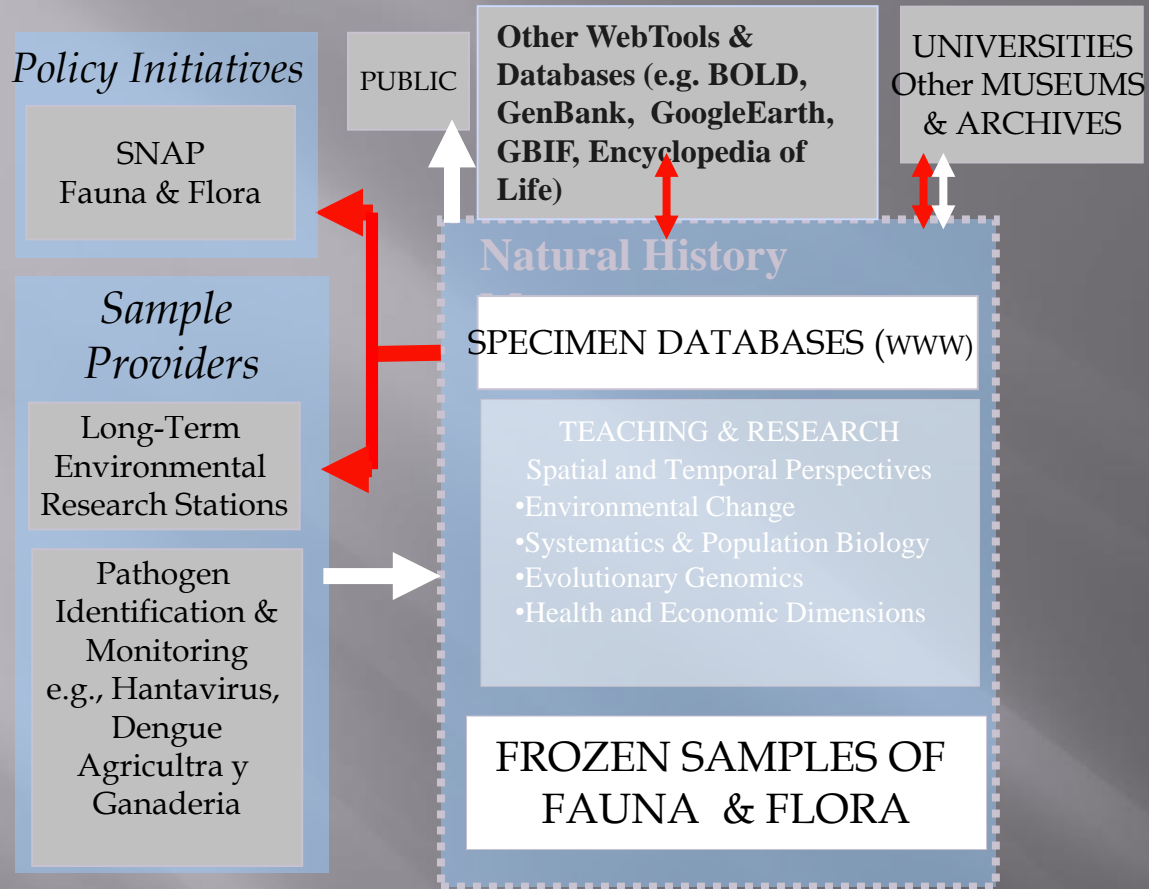 Policy Initiatives
SNAP
Fauna & Flora
Sample
Providers
Long-Term
Environmental
Research Stations
Pathogen
Identification &
Monitoring
e.g., Hantavirus,
Dengue
Agricultra y
Ganaderia
PUBLIC
Other WebTools &
Databases (e.g. BOLD,
GenBank, GoogleEarth,
GBIF, Encyclopedia of
Life)
UNIVERSITIES
Other MUSEUMS
& ARCHIVES
Natural History
SPECIMEN DATABASES (WWW)
TEACHING & RESEARCH
Spatial and Temporal Perspectives
•Environmental Change
•Systematics & Population Biology
•Evolutionary Genomics
•Health and Economic Dimensions
FROZEN SAMPLES OF
FAUNA & FLORA